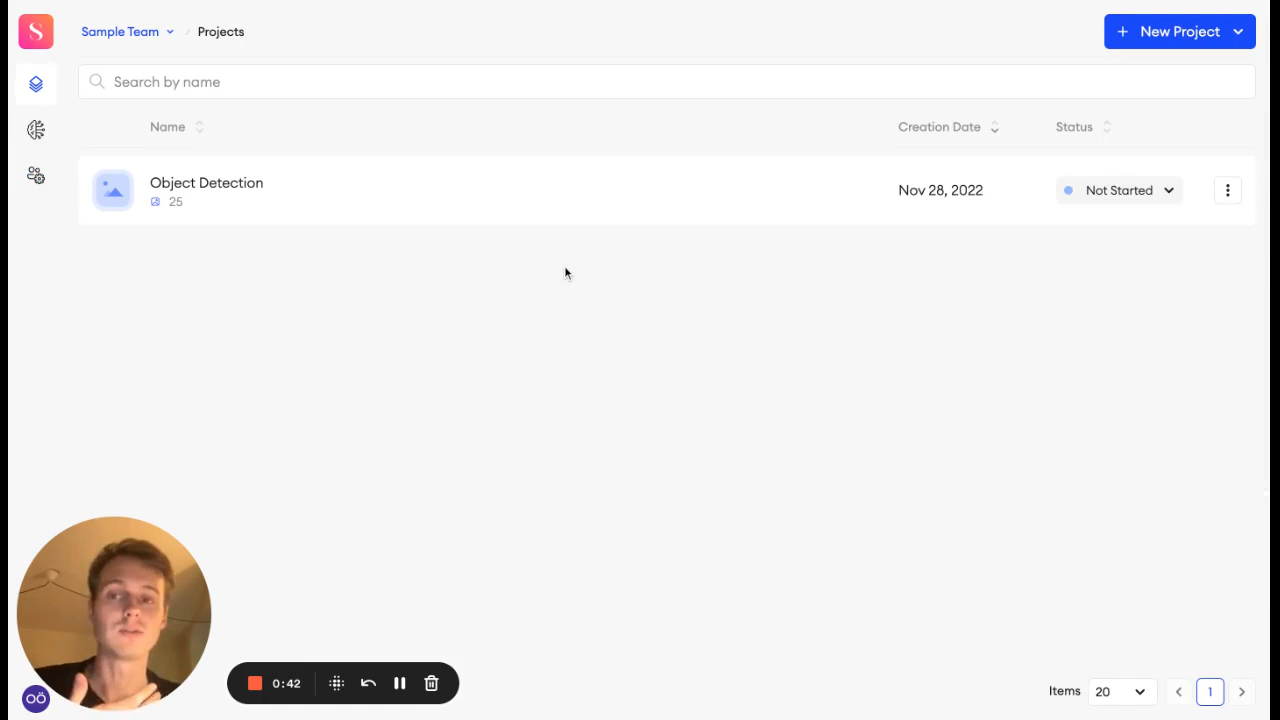 S
Sample Team / Projects
+ New Project
Search by name
Name
Creation Date
Status
Object Detection
25
Nov 28, 2022
Not Started
0:42
öö
Items
20
1